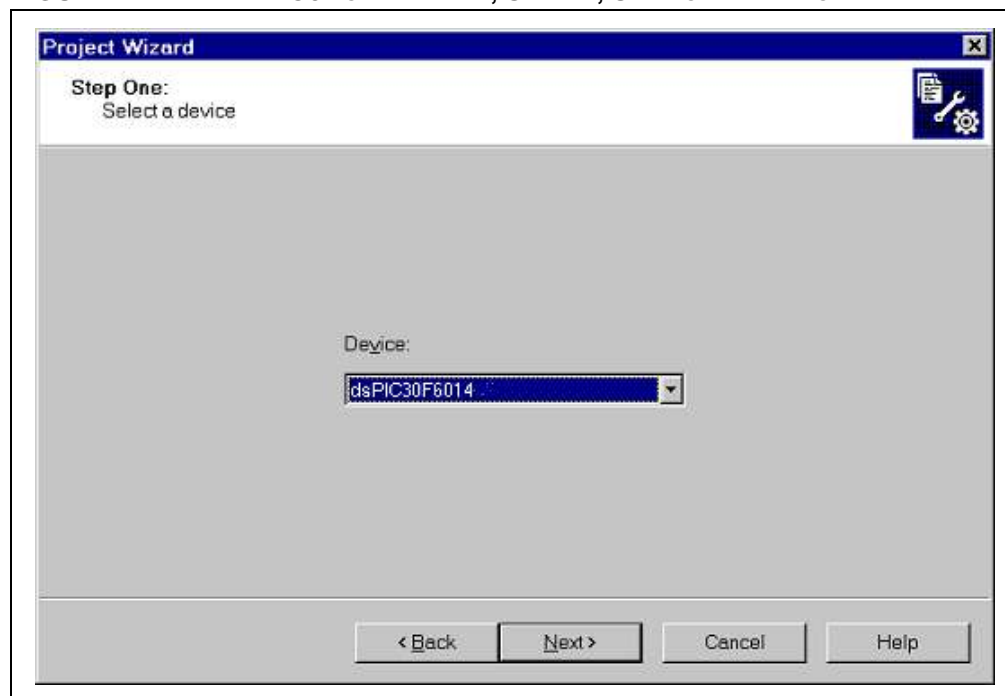 Project Wizard
Step One:
Select a device
Device:
dsPIC30F6014
< Back
Next >
Cancel
Help